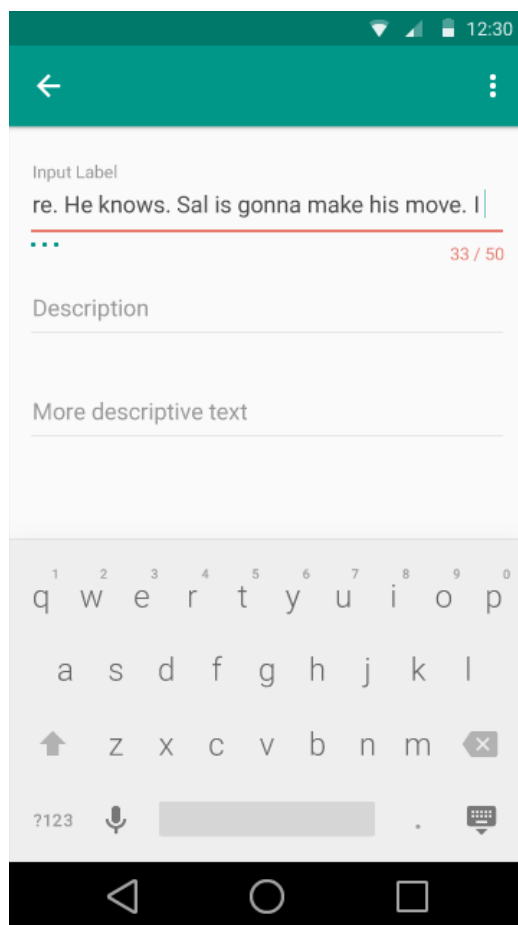 12:30
Input Label
re. He knows. Sal is gonna make his move. I
33 / 50
Description
More descriptive text
1 2 3 4 5 6 7 8 9 0
q w e r t y u i o p
a s d f g h j k l
z x c v b n m
?123 .